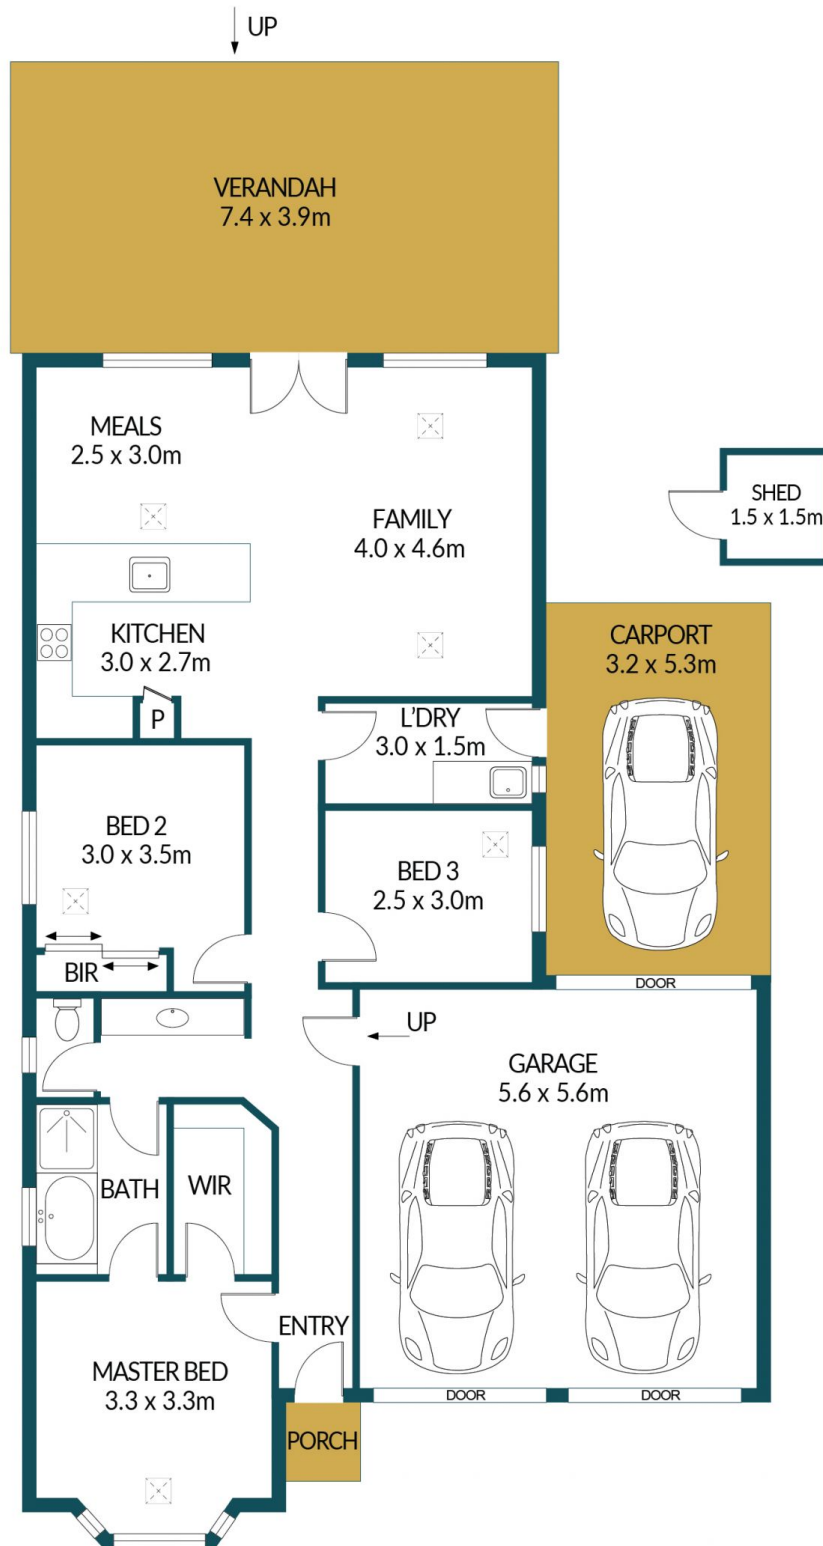 UP
VERANDAH
7.4 x 3.9m
MEALS
2.5 x 3.0m
FAMILY
4.0 x 4.6m
SHED
1.5 x 1.5m
KITCHEN
3.0 x 2.7m
P
CARPORT
3.2 x 5.3m
L'DRY
3.0 x 1.5m
BED 2
3.0 x 3.5m
BED 3
2.5 x 3.0m
BIR
DOOR
UP
GARAGE
5.6 x 5.6m
BATH
WIR
ENTRY
MASTER BED
3.3 x 3.3m
DOOR
DOOR
PORCH